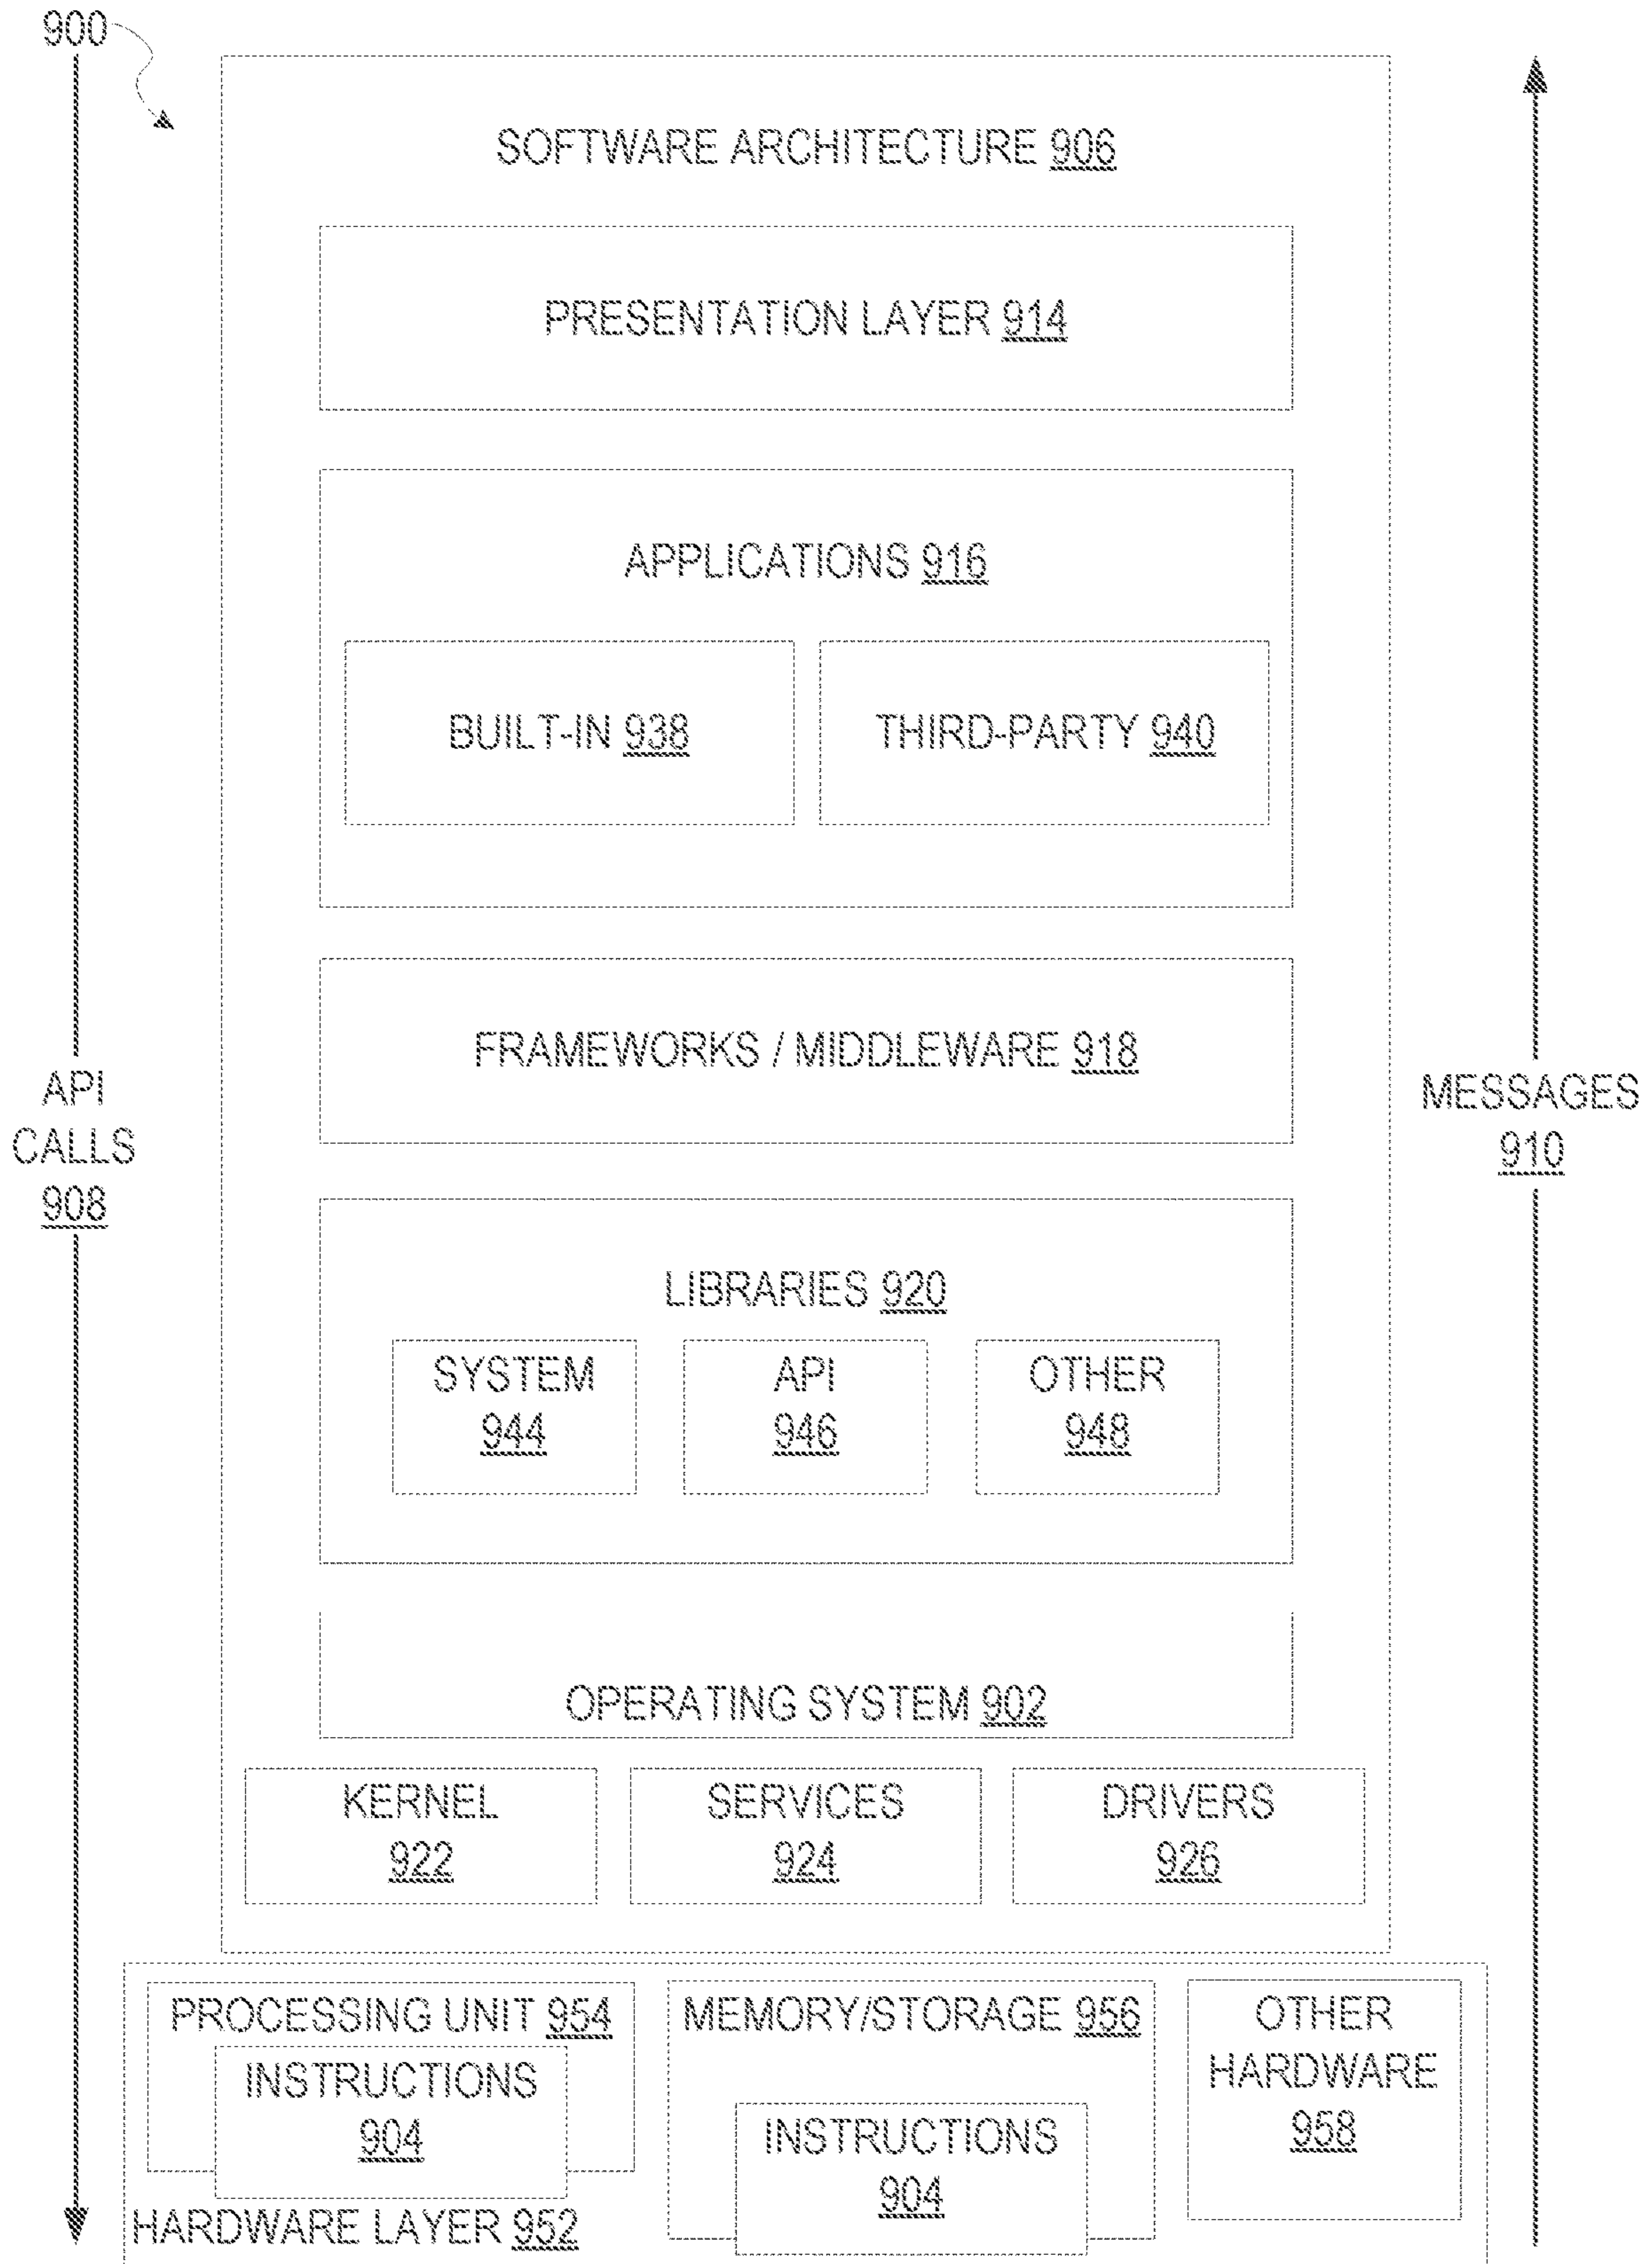 900
SOFTWARE ARCHITECTURE 906
PRESENTATION LAYER 914
APPLICATIONS 916
BUILT-IN 938
THIRD-PARTY 940
FRAMEWORKS / MIDDLEWARE 918
API
CALLS
908
MESSAGES
910
LIBRARIES 920
SYSTEM
944
API
946
OTHER
948
OPERATING SYSTEM 902
KERNEL
922
SERVICES
924
DRIVERS
926
PROCESSING UNIT 954
INSTRUCTIONS
904
MEMORY/STORAGE 956
INSTRUCTIONS
904
OTHER
HARDWARE
958
HARDWARE LAYER 952